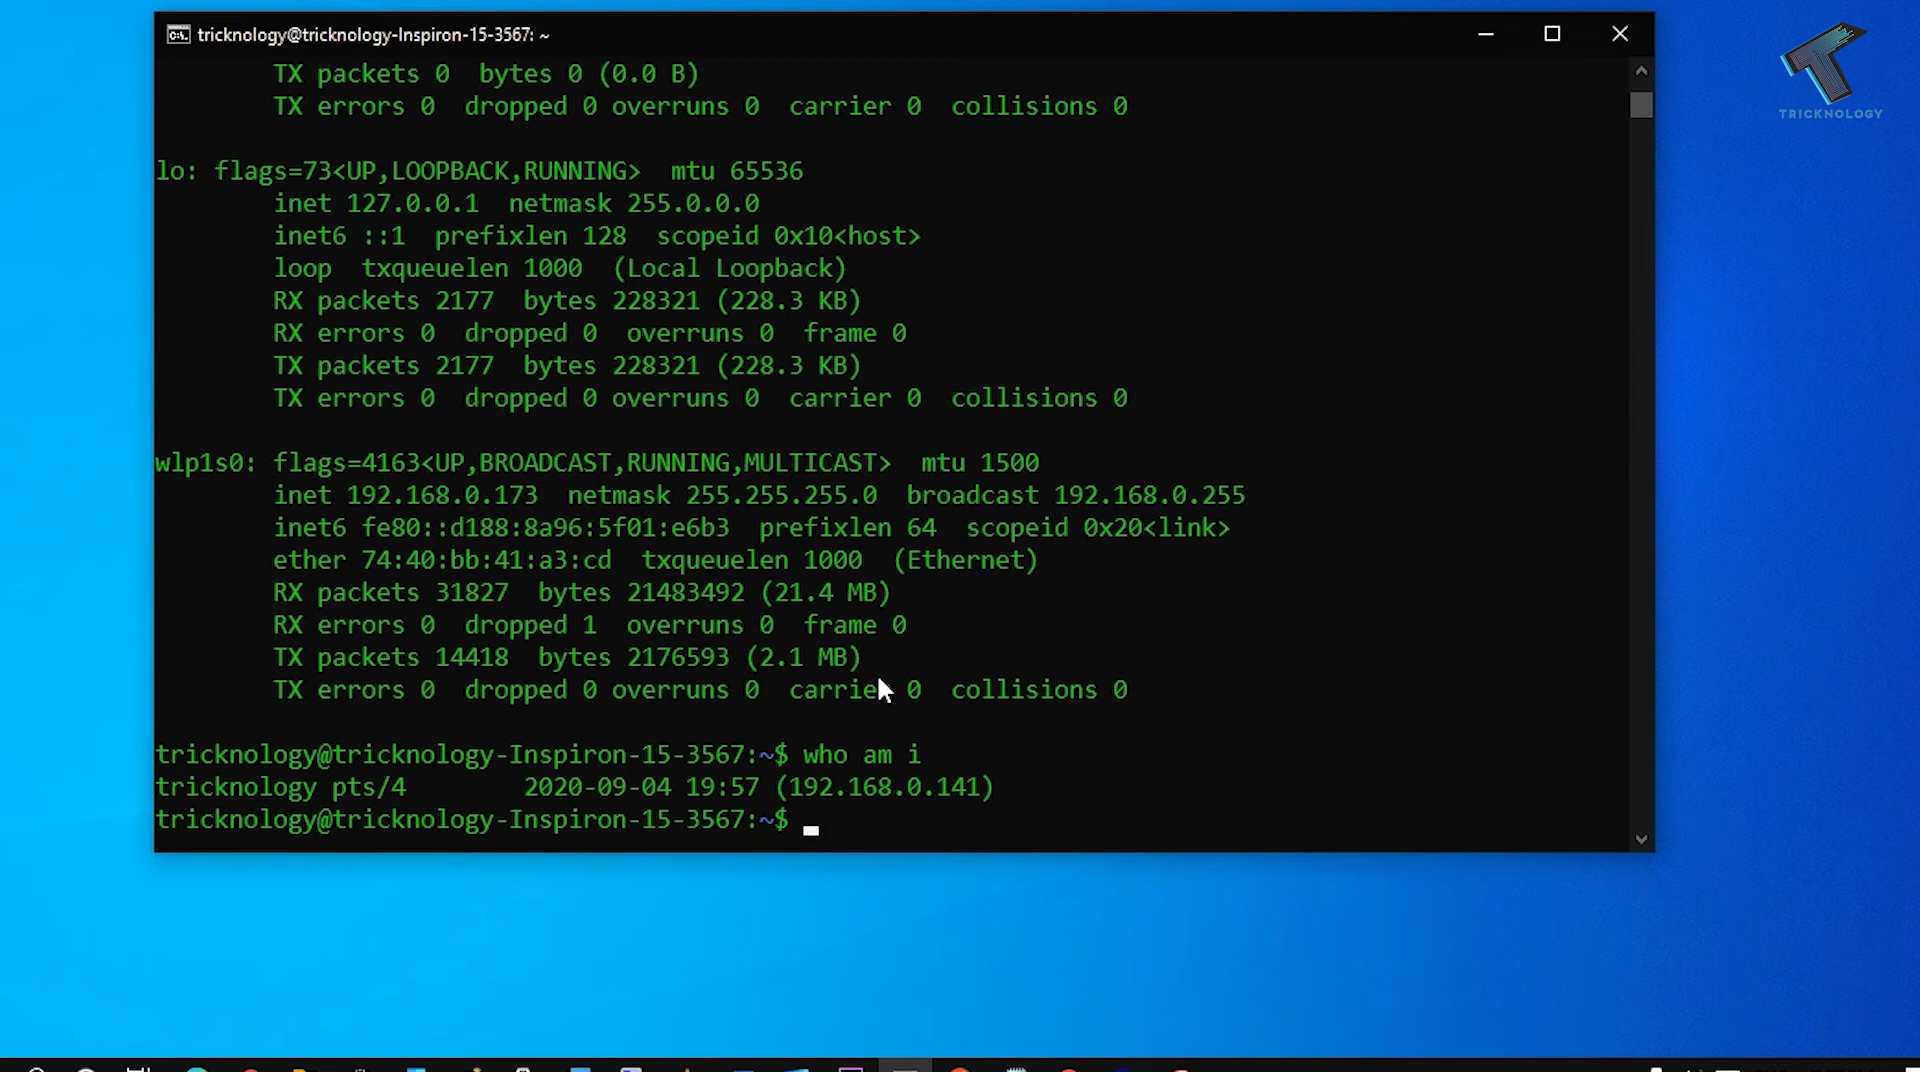 tricknology@tricknology-Inspiron-15-3567: ~
TRICKNOLOGY
TX packets 0  bytes 0 (0.0 B)
TX errors 0  dropped 0 overruns 0  carrier 0  collisions 0
lo: flags=73<UP,LOOPBACK,RUNNING>  mtu 65536
inet 127.0.0.1  netmask 255.0.0.0
inet6 ::1  prefixlen 128  scopeid 0x10<host>
loop  txqueuelen 1000  (Local Loopback)
RX packets 2177  bytes 228321 (228.3 KB)
RX errors 0  dropped 0  overruns 0  frame 0
TX packets 2177  bytes 228321 (228.3 KB)
TX errors 0  dropped 0 overruns 0  carrier 0  collisions 0
wlp1s0: flags=4163<UP,BROADCAST,RUNNING,MULTICAST>  mtu 1500
inet 192.168.0.173  netmask 255.255.255.0  broadcast 192.168.0.255
inet6 fe80::d188:8a96:5f01:e6b3  prefixlen 64  scopeid 0x20<link>
ether 74:40:bb:41:a3:cd  txqueuelen 1000  (Ethernet)
RX packets 31827  bytes 21483492 (21.4 MB)
RX errors 0  dropped 1  overruns 0  frame 0
TX packets 14418  bytes 2176593 (2.1 MB)
TX errors 0  dropped 0 overruns 0  carrier 0  collisions 0
tricknology@tricknology-Inspiron-15-3567:~$ who am i
tricknology pts/4        2020-09-04 19:57 (192.168.0.141)
tricknology@tricknology-Inspiron-15-3567:~$